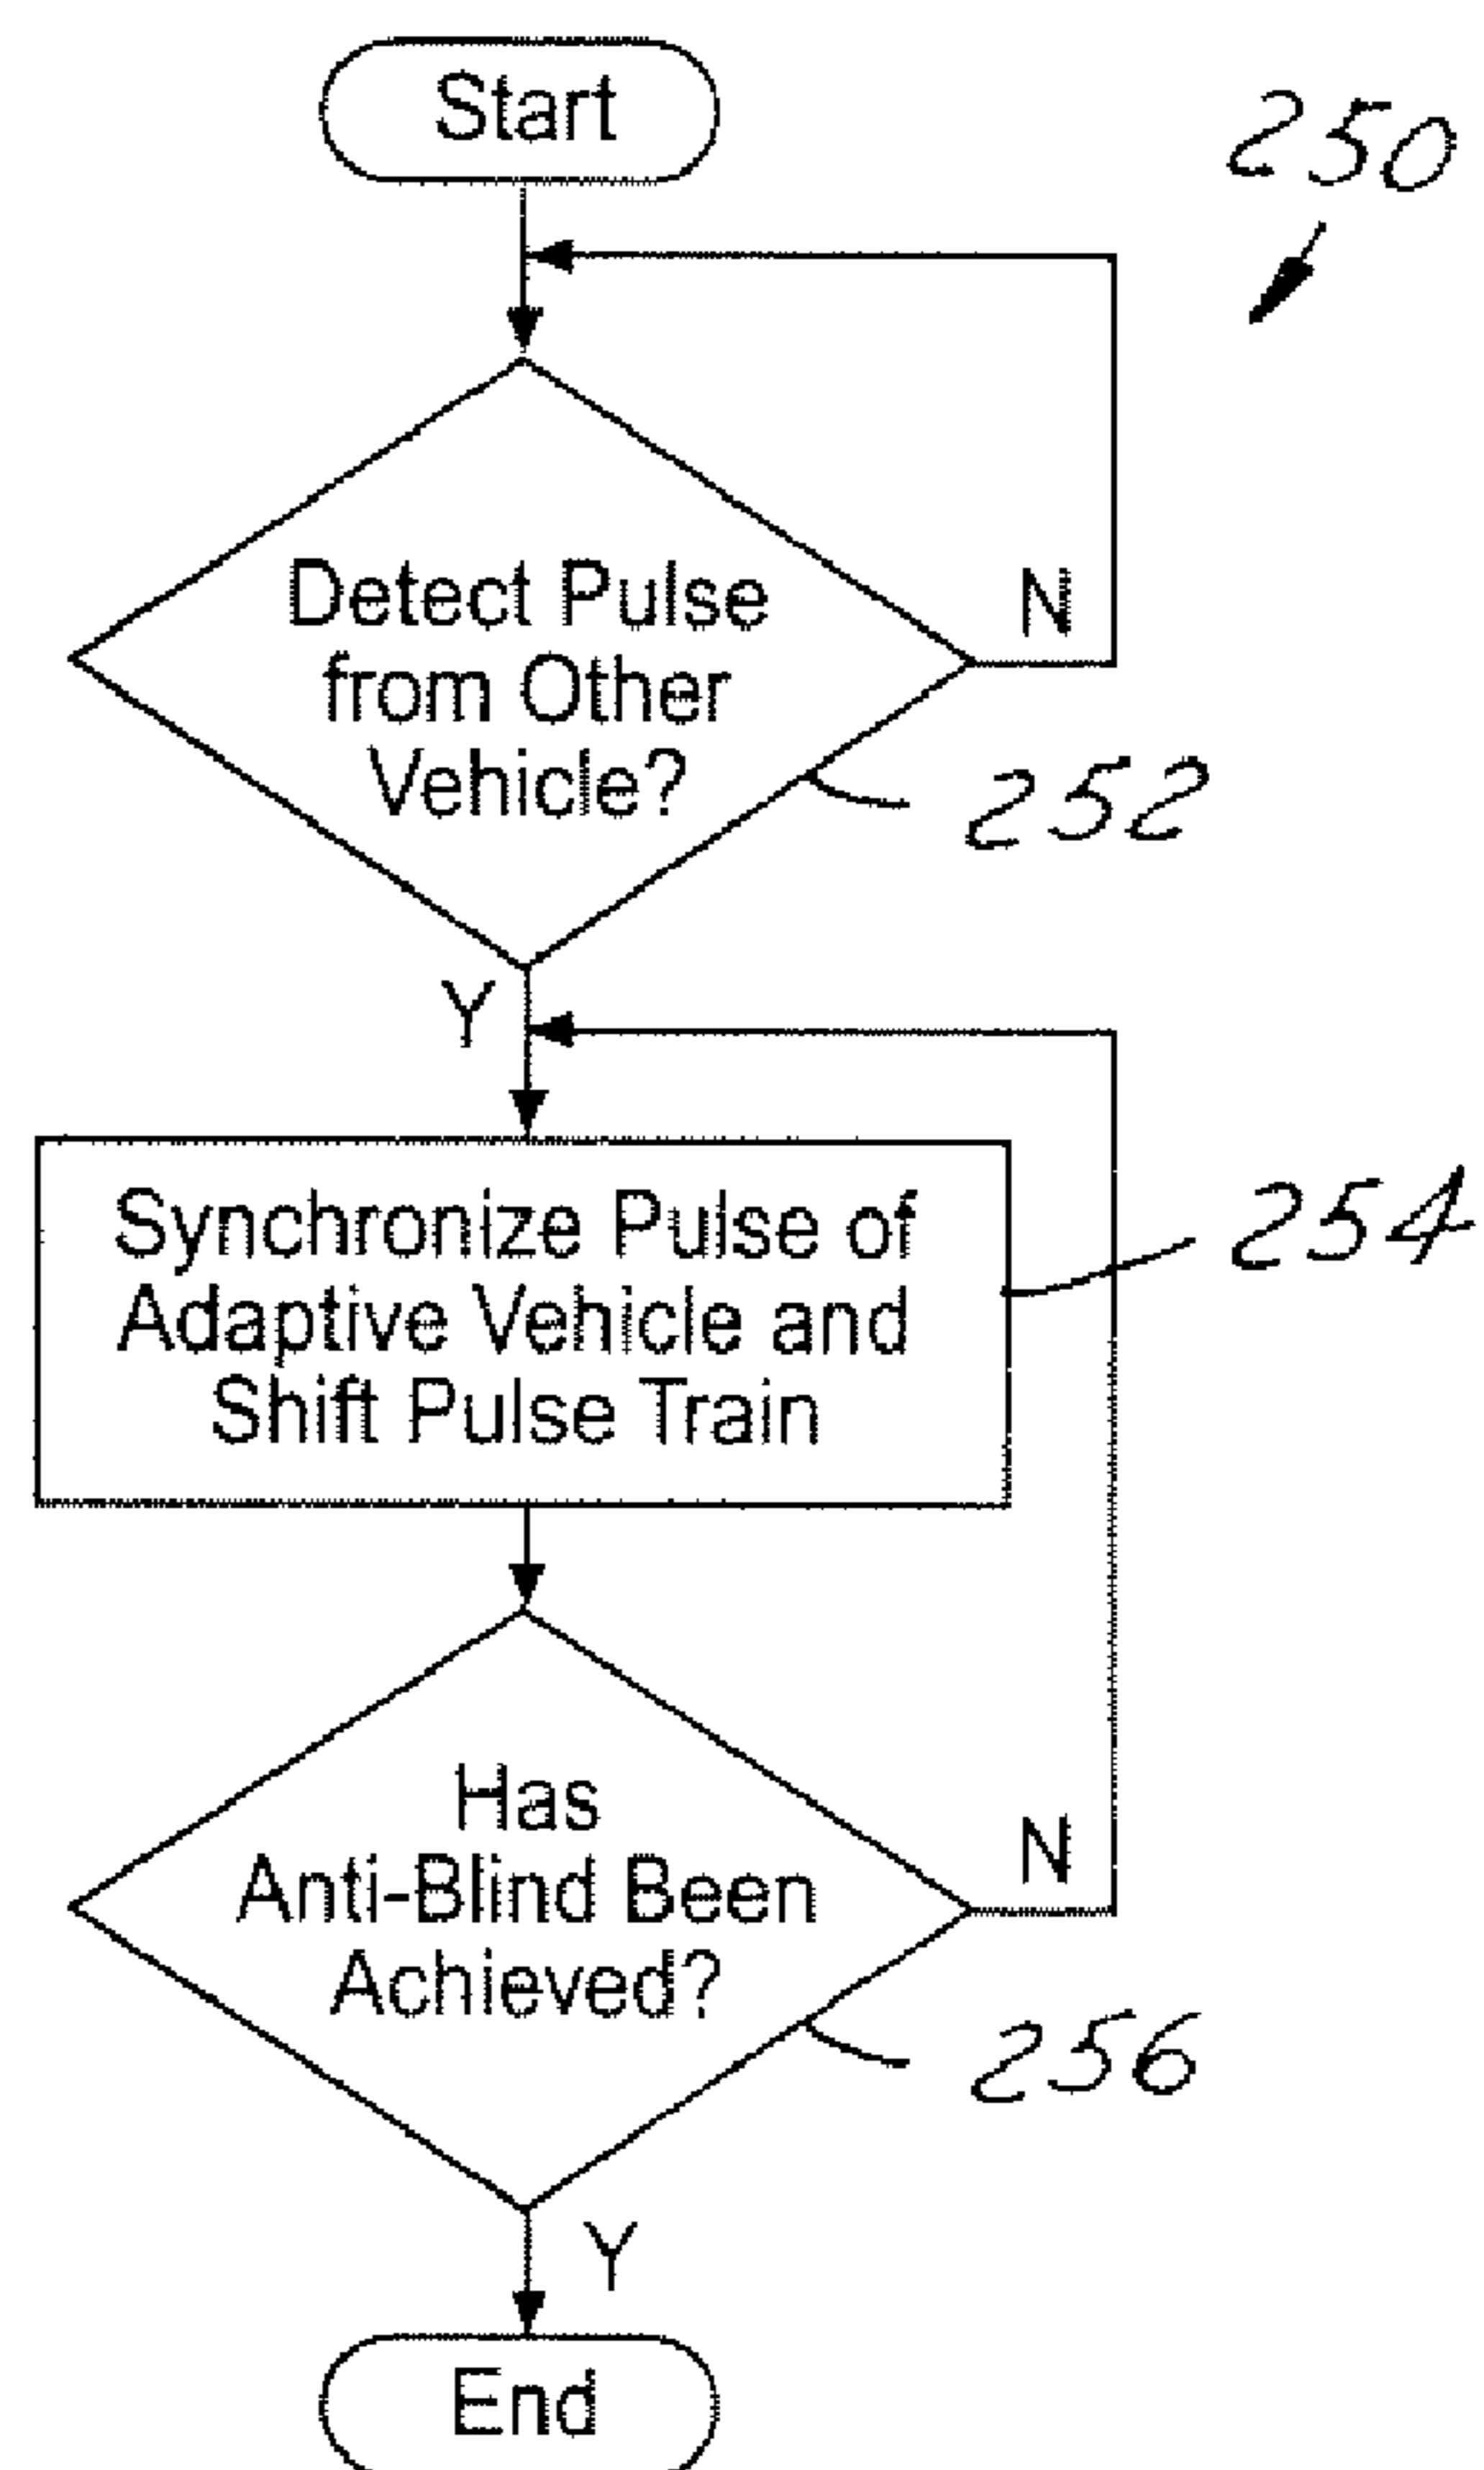 Start
250
Detect Pulse
from Other
Vehicle?
N
252
Y
Synchronize Pulse of
Adaptive Vehicle and
Shift Pulse Train
254
Has
Anti-Blind Been
Achieved?
N
256
Y
End